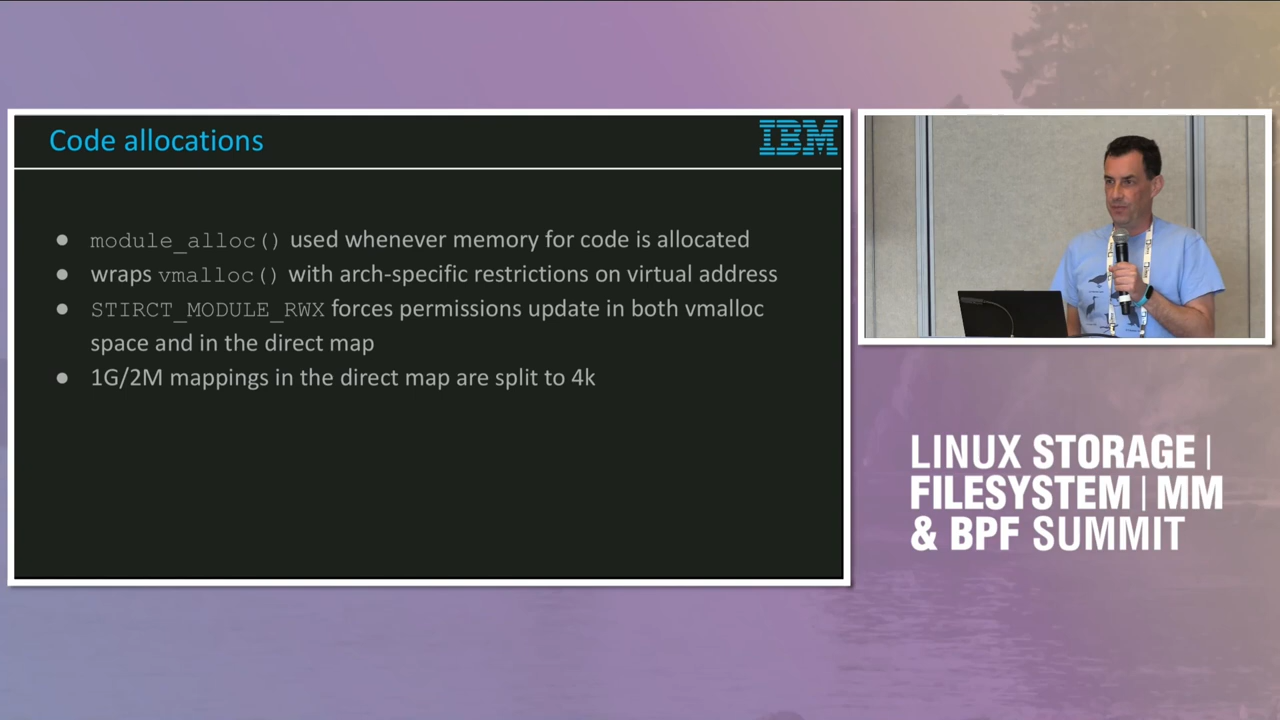 Code allocations
IBM
● module_alloc() used whenever memory for code is allocated
● wraps vmalloc() with arch-specific restrictions on virtual address
● STIRCT_MODULE_RWX forces permissions update in both vmalloc
space and in the direct map
● 1G/2M mappings in the direct map are split to 4k
LINUX STORAGE |
FILESYSTEM | MM
& BPF SUMMIT